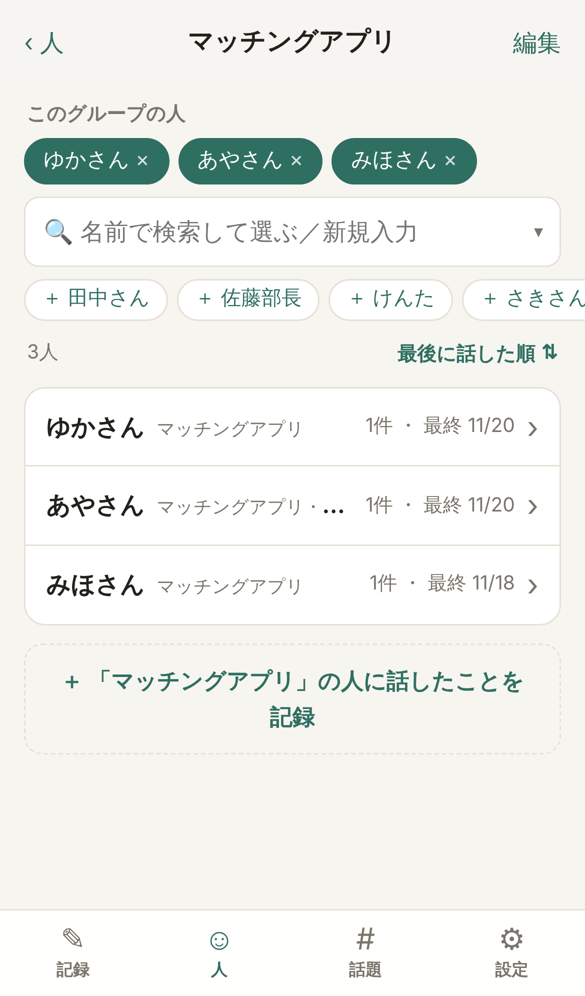 ‹ 人 マッチングアプリ 編集
このグループの人
ゆかさん × あやさん × みほさん ×
🔍 名前で検索して選ぶ／新規入力 ▼
+ 田中さん + 佐藤部長 + けんた + さきさん
3人 最後に話した順 ⇅
ゆかさん マッチングアプリ 1件 ・ 最終 11/20 ›
あやさん マッチングアプリ・… 1件 ・ 最終 11/20 ›
みほさん マッチングアプリ 1件 ・ 最終 11/18 ›
+ 「マッチングアプリ」の人に話したことを
記録
✎ ☺ # ⚙
記録 人 話題 設定